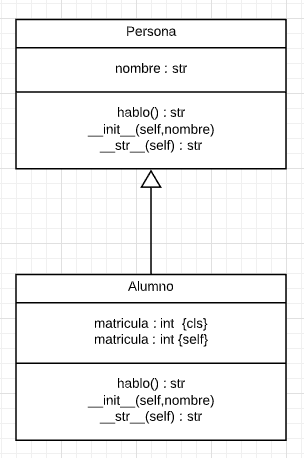 Persona
nombre : str
hablo() : str
__init__(self,nombre)
__str__(self) : str
Alumno
matricula : int  {cls}
matricula : int {self}
hablo() : str
__init__(self,nombre)
__str__(self) : str